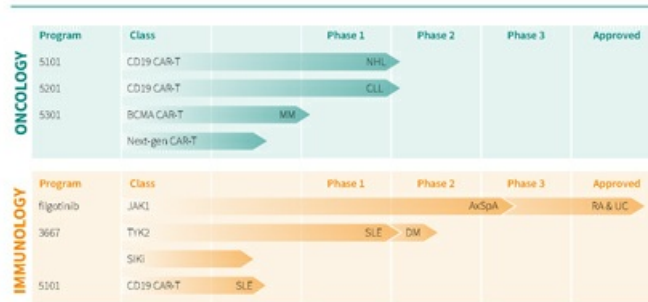 ONCOLOGY
Program Class Phase 1 Phase 2 Phase 3 Approved
5101 CD19 CAR-T NHL
5201 CD19 CAR-T CLL
5301 BCMA CAR-T MM
Next-gen CAR-T
IMMUNOLOGY
Program Class Phase 1 Phase 2 Phase 3 Approved
filgotinib JAK1 AxSpA RA & UC
3667 TYK2 SLE DM
SIKi
5101 CD19 CAR-T SLE